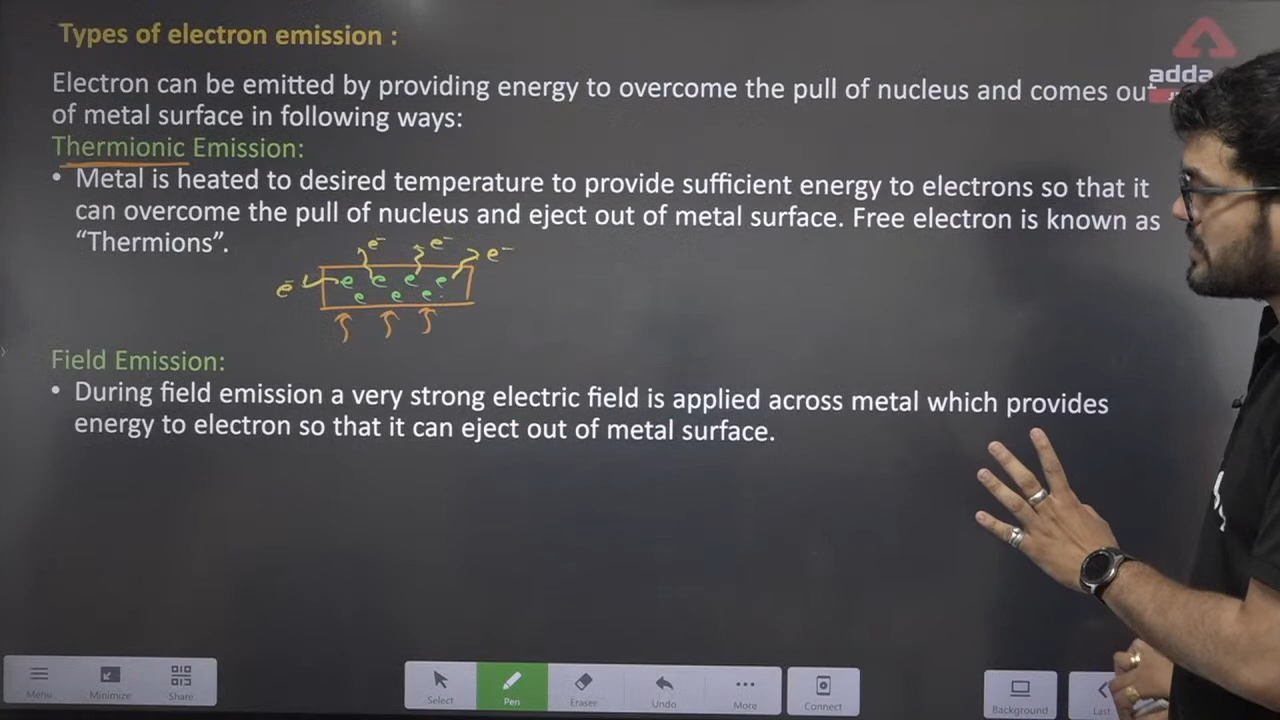 Types of electron emission :
adda
Electron can be emitted by providing energy to overcome the pull of nucleus and comes out
of metal surface in following ways:
Thermionic Emission:
• Metal is heated to desired temperature to provide sufficient energy to electrons so that it
can overcome the pull of nucleus and eject out of metal surface. Free electron is known as
“Thermions”.
e⁻ e⁻ e⁻
e⁻ e e e e
e e e
Field Emission:
• During field emission a very strong electric field is applied across metal which provides
energy to electron so that it can eject out of metal surface.
Menu Minimize Share Select Pen Eraser Undo More Connect Background Last